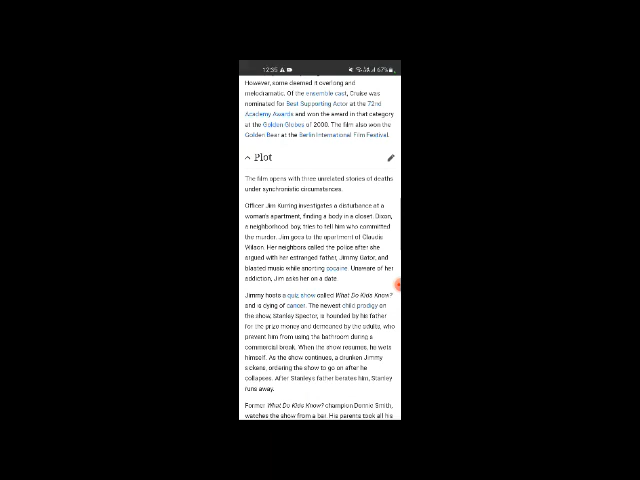 12:55 67%
However, some deemed it overlong and
melodramatic. Of the ensemble cast, Cruise was
nominated for Best Supporting Actor at the 72nd
Academy Awards and won the award in that category
at the Golden Globes of 2000. The film also won the
Golden Bear at the Berlin International Film Festival.
Plot
The film opens with three unrelated stories of deaths
under synchronistic circumstances.
Officer Jim Kurring investigates a disturbance at a
woman's apartment, finding a body in a closet. Dixon,
a neighborhood boy, tries to tell him who committed
the murder. Jim goes to the apartment of Claudia
Wilson. Her neighbors called the police after she
argued with her estranged father, Jimmy Gator, and
blasted music while snorting cocaine. Unaware of her
addiction, Jim asks her on a date.
Jimmy hosts a quiz show called What Do Kids Know?
and is dying of cancer. The newest child prodigy on
the show, Stanley Spector, is hounded by his father
for the prize money and demeaned by the adults, who
prevent him from using the bathroom during a
commercial break. When the show resumes, he wets
himself. As the show continues, a drunken Jimmy
sickens, ordering the show to go on after he
collapses. After Stanley's father berates him, Stanley
runs away.
Former What Do Kids Know? champion Donnie Smith,
watches the show from a bar. His parents took all his